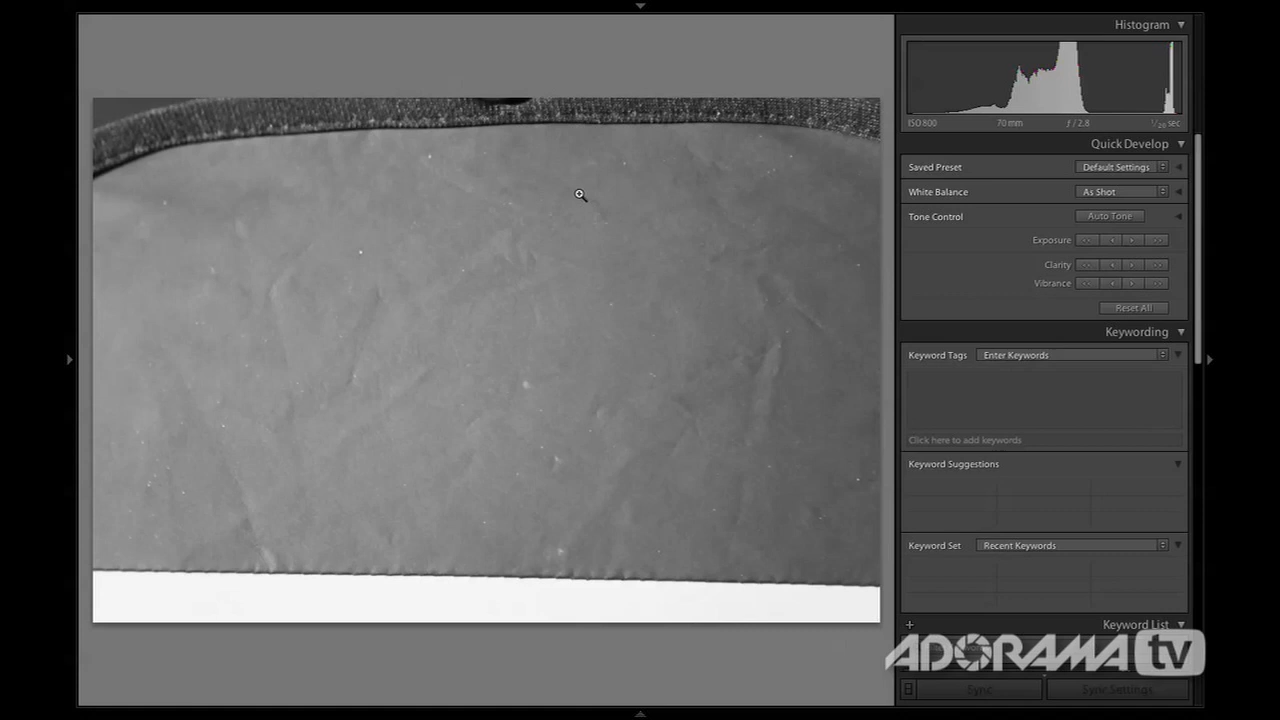 Histogram
ISO 800 70 mm ƒ / 2.8 1/20 sec
Quick Develop
Saved Preset Default Settings
White Balance As Shot
Tone Control Auto Tone
Exposure
Clarity
Vibrance
Reset All
Keywording
Keyword Tags Enter Keywords
Click here to add keywords
Keyword Suggestions
Keyword Set Recent Keywords
Keyword List
ADORAMA tv
Sync Sync Settings